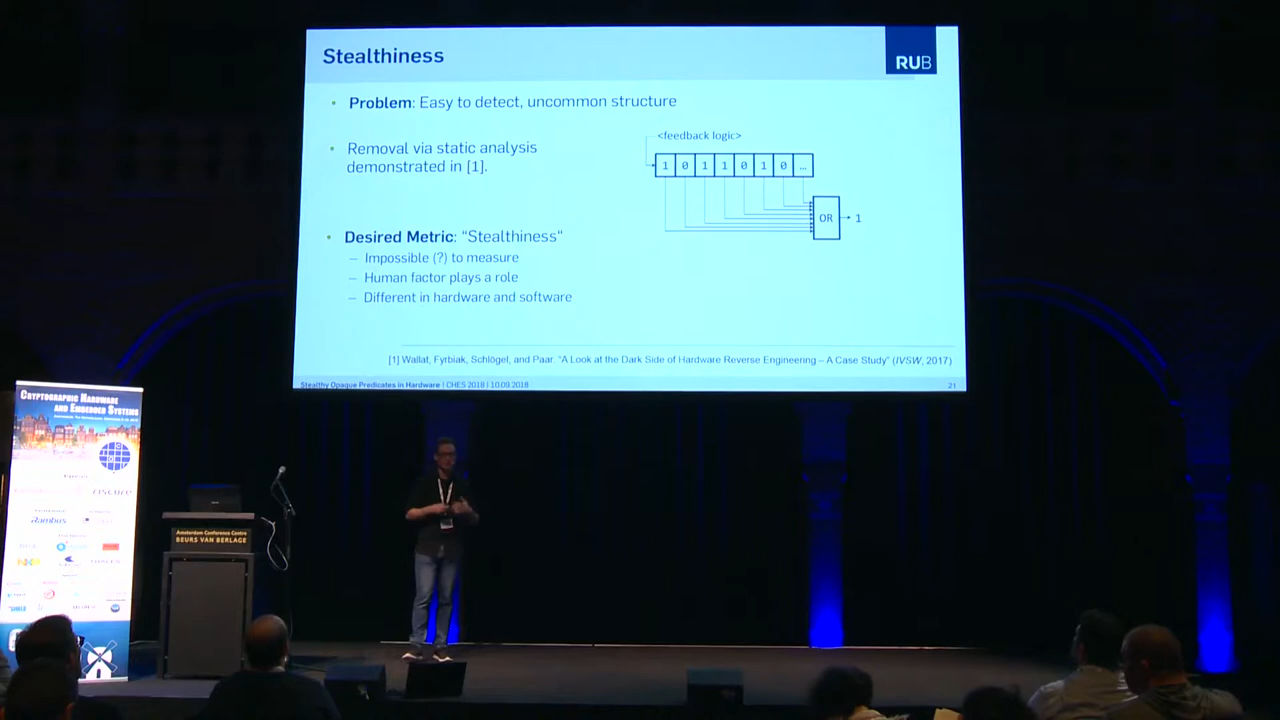 Stealthiness
RUB
Problem: Easy to detect, uncommon structure
Removal via static analysis
demonstrated in [1].
<feedback logic>
1 0 1 1 0 1 0 ...
OR
1
Desired Metric: "Stealthiness"
– Impossible (?) to measure
– Human factor plays a role
– Different in hardware and software
[1] Wallat, Fyrbiak, Schlögel, and Paar. "A Look at the Dark Side of Hardware Reverse Engineering – A Case Study" (IVSW, 2017)
Stealthy Opaque Predicates in Hardware | CHES 2018 | 10.09.2018
21
Cryptographic Hardware
and Embedded Systems
riscure
Rambus
NXP
Amsterdam Conference Centre
BEURS VAN BERLAGE